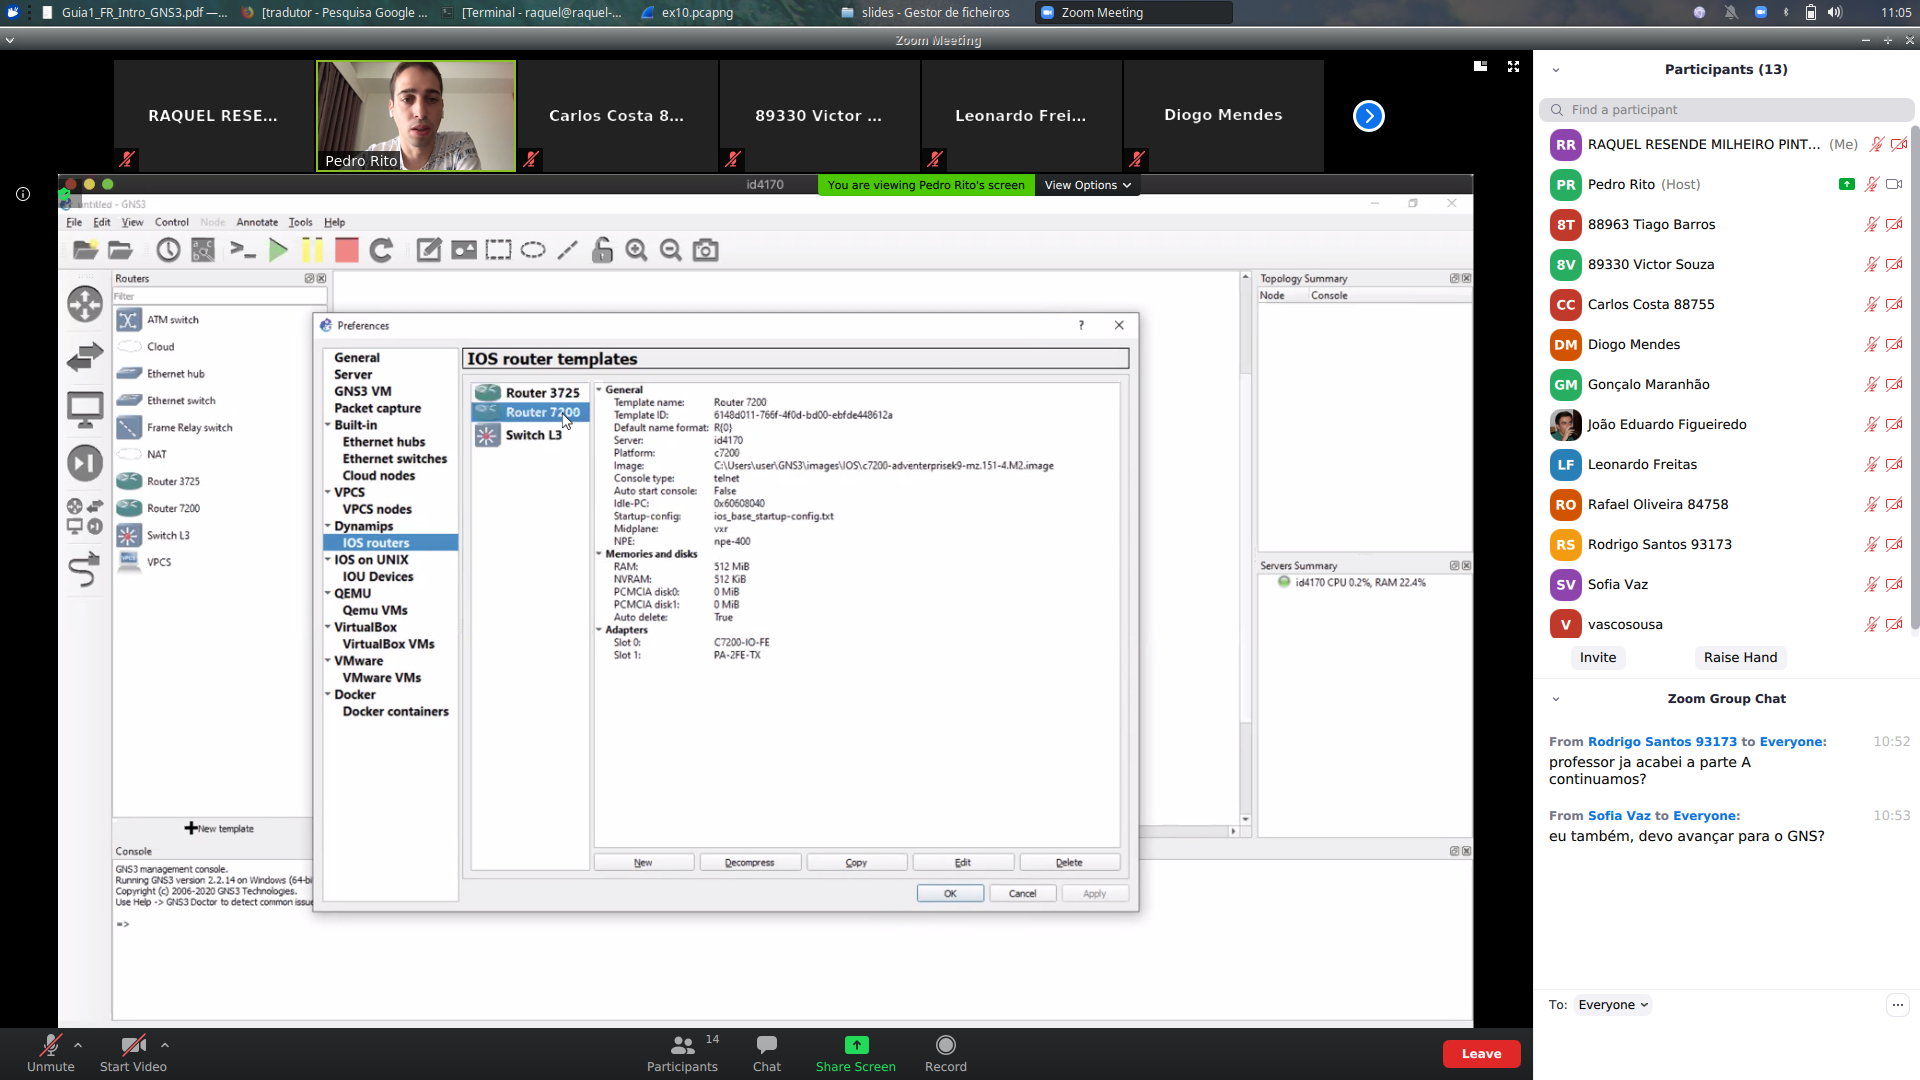 Guia1_FR_Intro_GNS3.pdf —...
[tradutor - Pesquisa Google ...
[Terminal - raquel@raquel-...
ex10.pcapng
slides - Gestor de ficheiros
Zoom Meeting
11:05
Zoom Meeting
RAQUEL RESE...
Pedro Rito
Carlos Costa 8...
89330 Victor ...
Leonardo Frei...
Diogo Mendes
id4170
You are viewing Pedro Rito's screen
View Options
untitled - GNS3
File Edit View Control Node Annotate Tools Help
Routers
Filter
ATM switch
Cloud
Ethernet hub
Ethernet switch
Frame Relay switch
NAT
Router 3725
Router 7200
Switch L3
VPCS
New template
Preferences
?
General
Server
GNS3 VM
Packet capture
Built-in
Ethernet hubs
Ethernet switches
Cloud nodes
VPCS
VPCS nodes
Dynamips
IOS routers
IOS on UNIX
IOU Devices
QEMU
Qemu VMs
VirtualBox
VirtualBox VMs
VMware
VMware VMs
Docker
Docker containers
IOS router templates
Router 3725
Router 7200
Switch L3
General
Template name: Router 7200
Template ID: 6148d011-766f-4f0d-bd00-ebfde448612a
Default name format: R{0}
Server: id4170
Platform: c7200
Image: C:\Users\user\GNS3\images\IOS\c7200-adventerprisek9-mz.151-4.M2.image
Console type: telnet
Auto start console: False
Idle-PC: 0x60608040
Startup-config: ios_base_startup-config.txt
Midplane: vxr
NPE: npe-400
Memories and disks
RAM: 512 MiB
NVRAM: 512 KiB
PCMCIA disk0: 0 MiB
PCMCIA disk1: 0 MiB
Auto delete: True
Adapters
Slot 0: C7200-IO-FE
Slot 1: PA-2FE-TX
New Decompress Copy Edit Delete
OK Cancel Apply
Topology Summary
Node Console
Servers Summary
id4170 CPU 0.2%, RAM 22.4%
Console
GNS3 management console.
Running GNS3 version 2.2.14 on Windows (64-bi
Copyright (c) 2006-2020 GNS3 Technologies.
Use Help -> GNS3 Doctor to detect common issue
=>
Participants (13)
Find a participant
RR RAQUEL RESENDE MILHEIRO PINT... (Me)
PR Pedro Rito (Host)
8T 88963 Tiago Barros
8V 89330 Victor Souza
CC Carlos Costa 88755
DM Diogo Mendes
GM Gonçalo Maranhão
João Eduardo Figueiredo
LF Leonardo Freitas
RO Rafael Oliveira 84758
RS Rodrigo Santos 93173
SV Sofia Vaz
V vascosousa
Invite Raise Hand
Zoom Group Chat
From Rodrigo Santos 93173 to Everyone: 10:52
professor ja acabei a parte A
continuamos?
From Sofia Vaz to Everyone: 10:53
eu também, devo avançar para o GNS?
To: Everyone
...
Unmute
Start Video
Participants
14
Chat
Share Screen
Record
Leave